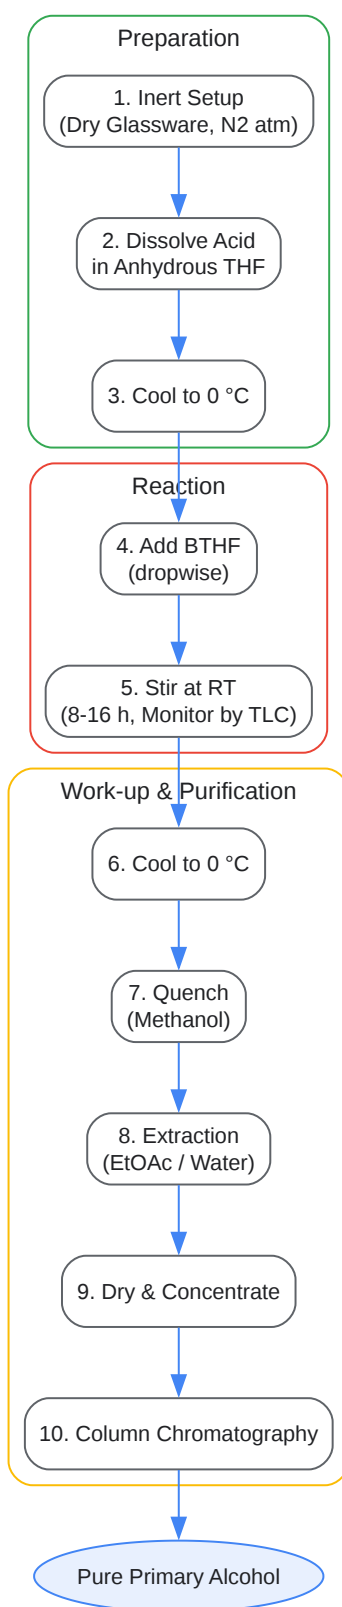 Preparation
1. Inert Setup
(Dry Glassware, N2 atm)
2. Dissolve Acid
in Anhydrous THF
3. Cool to 0 °C
Reaction
4. Add BTHF
(dropwise)
5. Stir at RT
(8-16 h, Monitor by TLC)
Work-up & Purification
6. Cool to 0 °C
7. Quench
(Methanol)
8. Extraction
(EtOAc / Water)
9. Dry & Concentrate
10. Column Chromatography
Pure Primary Alcohol